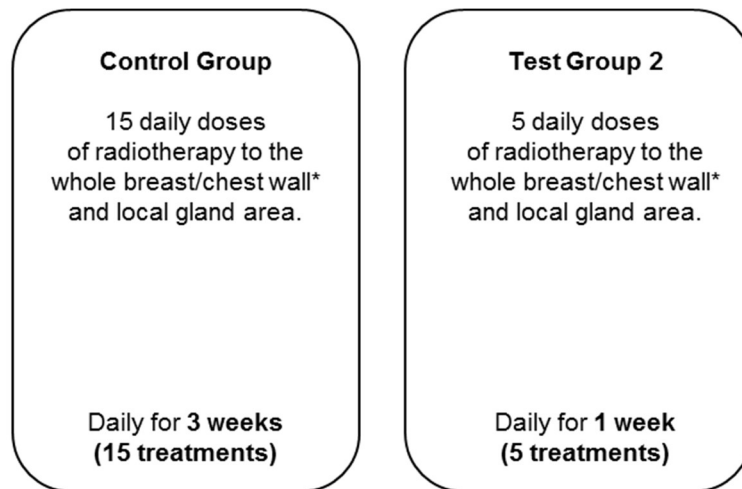 Control Group
15 daily doses
of radiotherapy to the
whole breast/chest wall*
and local gland area.
Daily for 3 weeks
(15 treatments)
Test Group 2
5 daily doses
of radiotherapy to the
whole breast/chest wall*
and local gland area.
Daily for 1 week
(5 treatments)